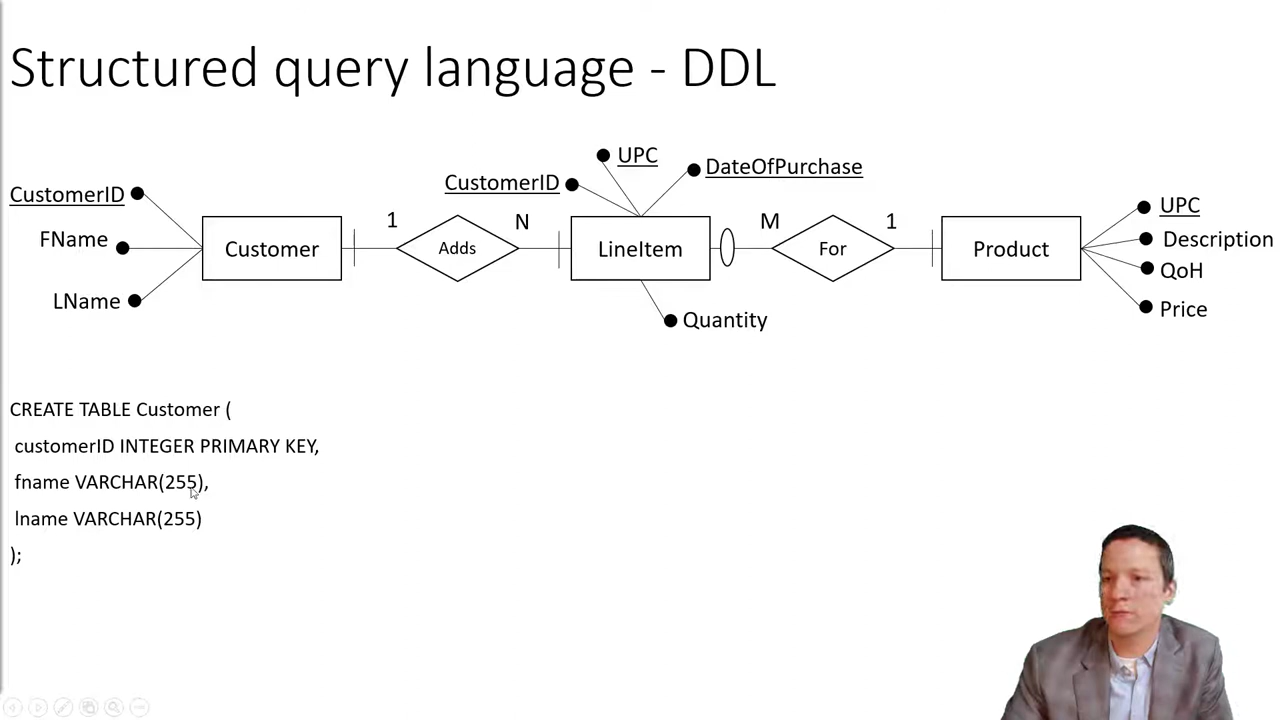 Structured query language - DDL
UPC
DateOfPurchase
CustomerID
CustomerID
UPC
1
N
M
1
FName
Customer
Adds
LineItem
For
Product
Description
QoH
LName
Quantity
Price
CREATE TABLE Customer (
customerID INTEGER PRIMARY KEY,
fname VARCHAR(255),
lname VARCHAR(255)
);